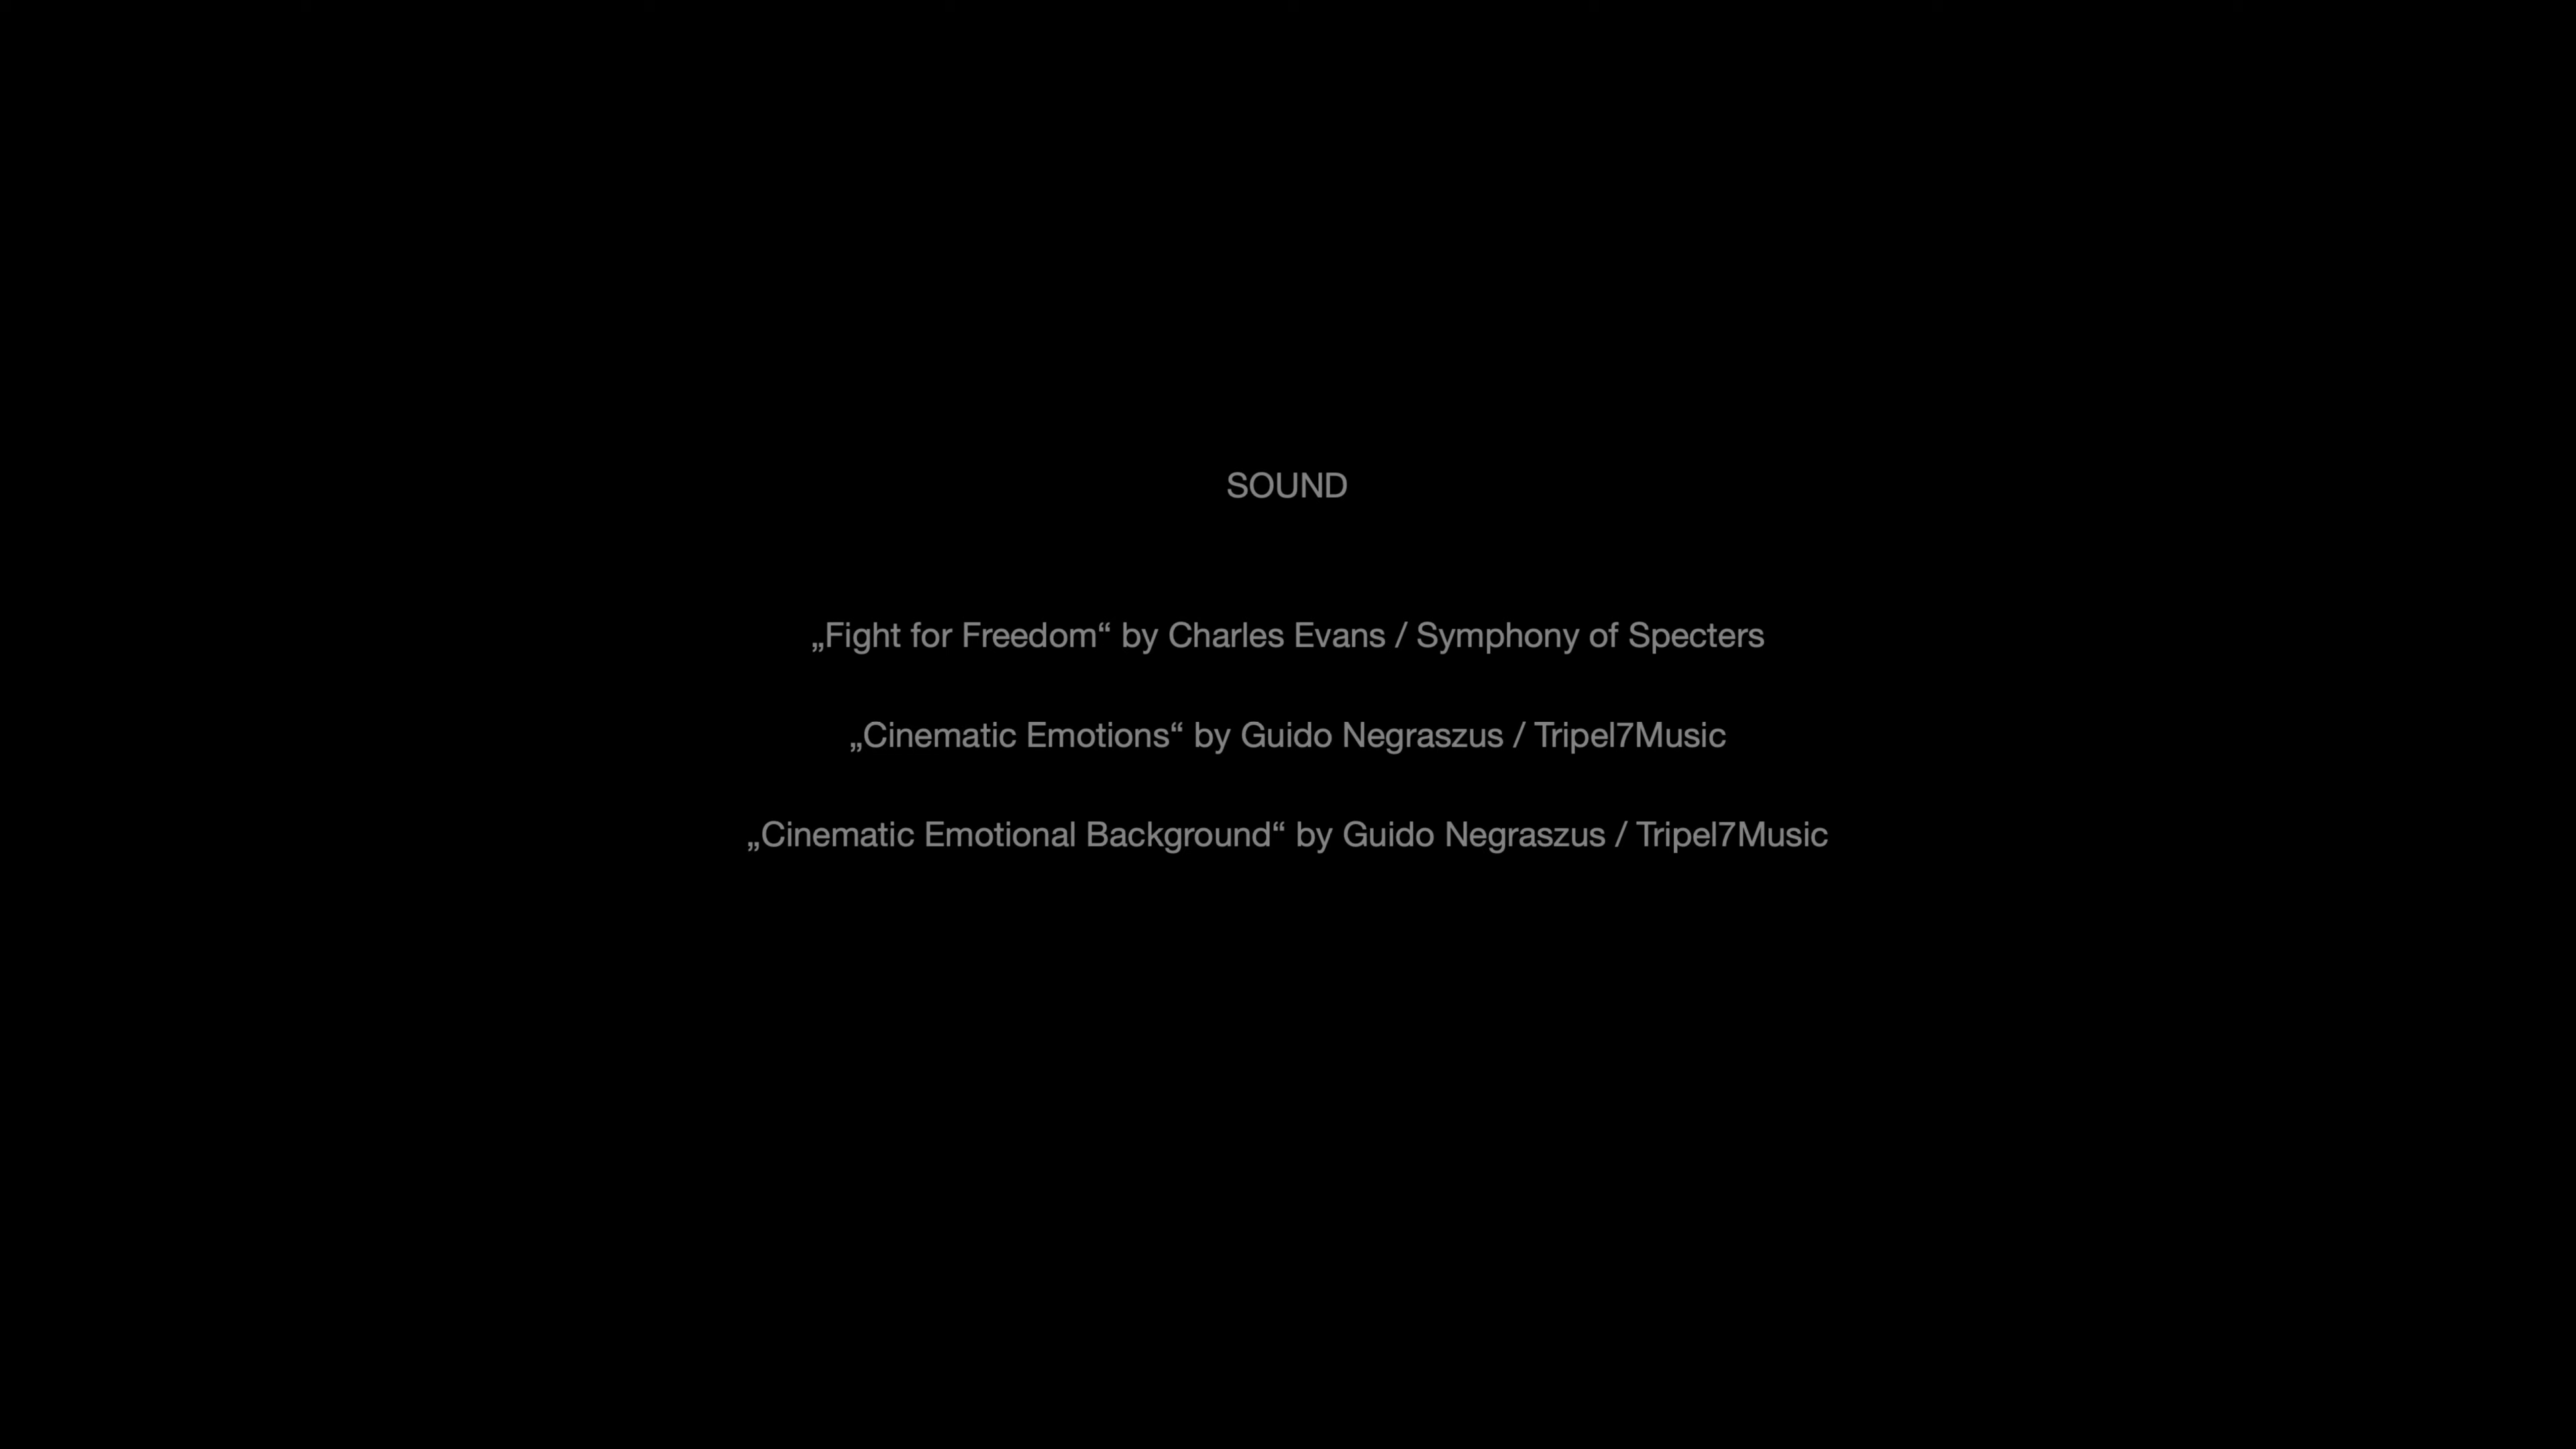 SOUND
„Fight for Freedom“ by Charles Evans / Symphony of Specters
„Cinematic Emotions“ by Guido Negraszus / Tripel7Music
„Cinematic Emotional Background“ by Guido Negraszus / Tripel7Music